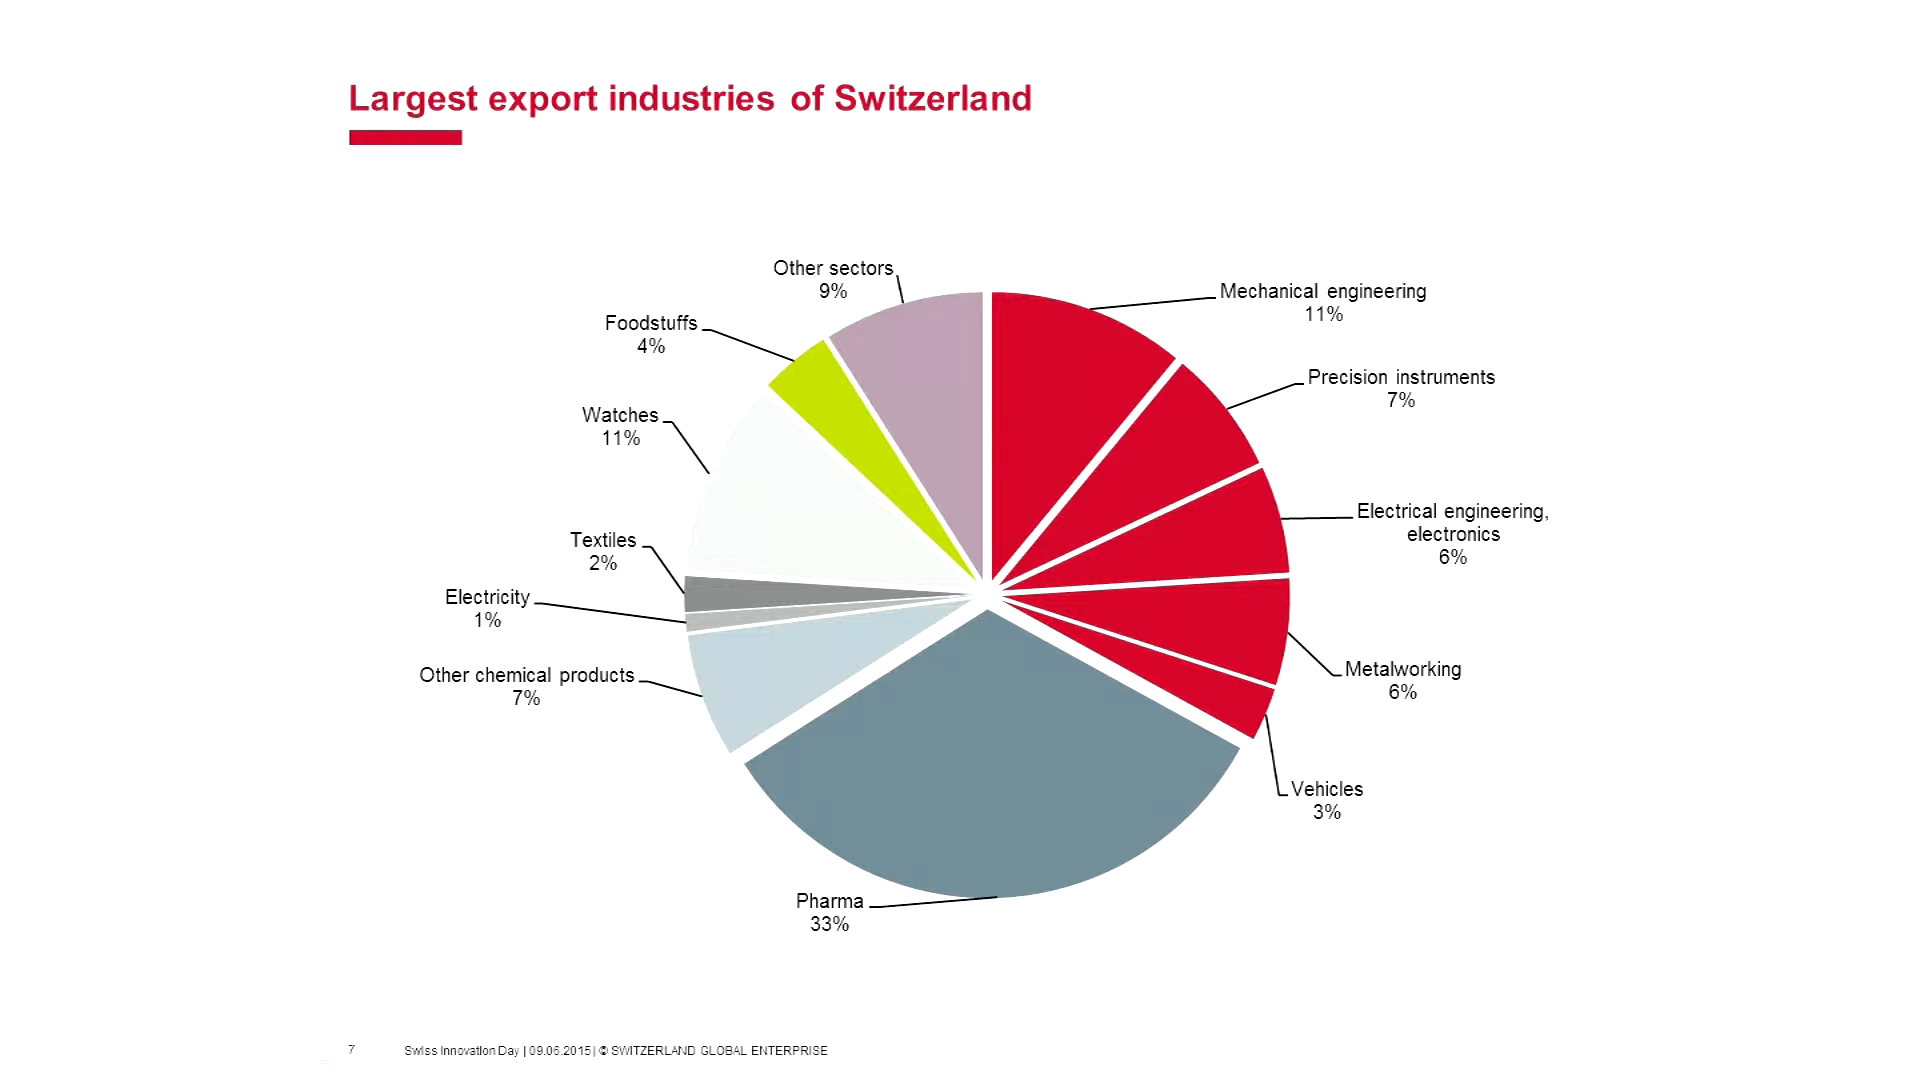 Largest export industries of Switzerland
Other sectors
9%
Mechanical engineering
11%
Foodstuffs
4%
Precision instruments
7%
Watches
11%
Electrical engineering,
electronics
6%
Textiles
2%
Electricity
1%
Other chemical products
7%
Metalworking
6%
Vehicles
3%
Pharma
33%
7
Swiss Innovation Day | 09.06.2015 | © SWITZERLAND GLOBAL ENTERPRISE